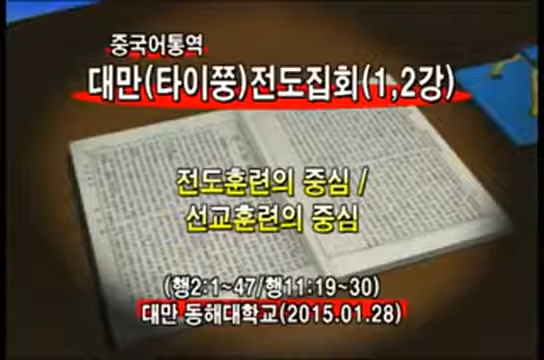 중국어통역
대만(타이쭝)전도집회(1,2강)
전도훈련의 중심 /
선교훈련의 중심
(행2:1~47/행11:19~30)
대만 동해대학교(2015.01.28)